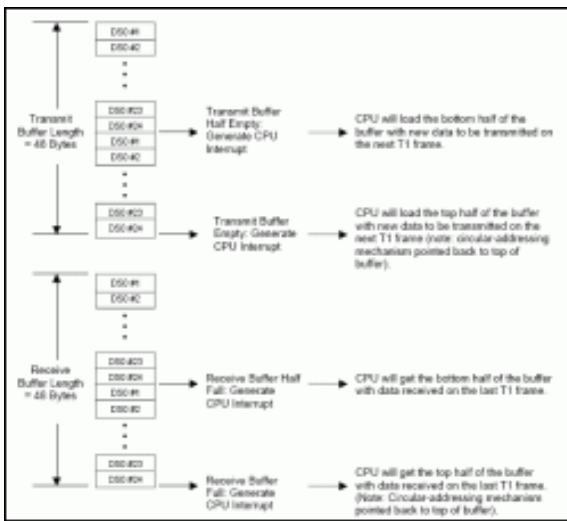 DS0 #1
DS0 #2
Transmit
Buffer Length
= 48 Bytes
DS0 #23
DS0 #24
DS0 #1
DS0 #2
Transmit Buffer
Half Empty:
Generate CPU
Interrupt
CPU will load the bottom half of the
buffer with new data to be transmitted on
the next T1 frame.
DS0 #23
DS0 #24
Transmit Buffer
Empty: Generate
CPU Interrupt
CPU will load the top half of the buffer
with new data to be transmitted on the
next T1 frame (note: circular-addressing
mechanism pointed back to top of
buffer).
DS0 #1
DS0 #2
Receive
Buffer Length
= 48 Bytes
DS0 #23
DS0 #24
DS0 #1
DS0 #2
Receive Buffer Half
Full: Generate
CPU Interrupt
CPU will get the bottom half of the buffer
with data received on the last T1 frame.
DS0 #23
DS0 #24
Receive Buffer
Full: Generate
CPU Interrupt
CPU will get the top half of the buffer
with data received on the last T1 frame.
(Note: Circular-addressing mechanism
pointed back to top of buffer).